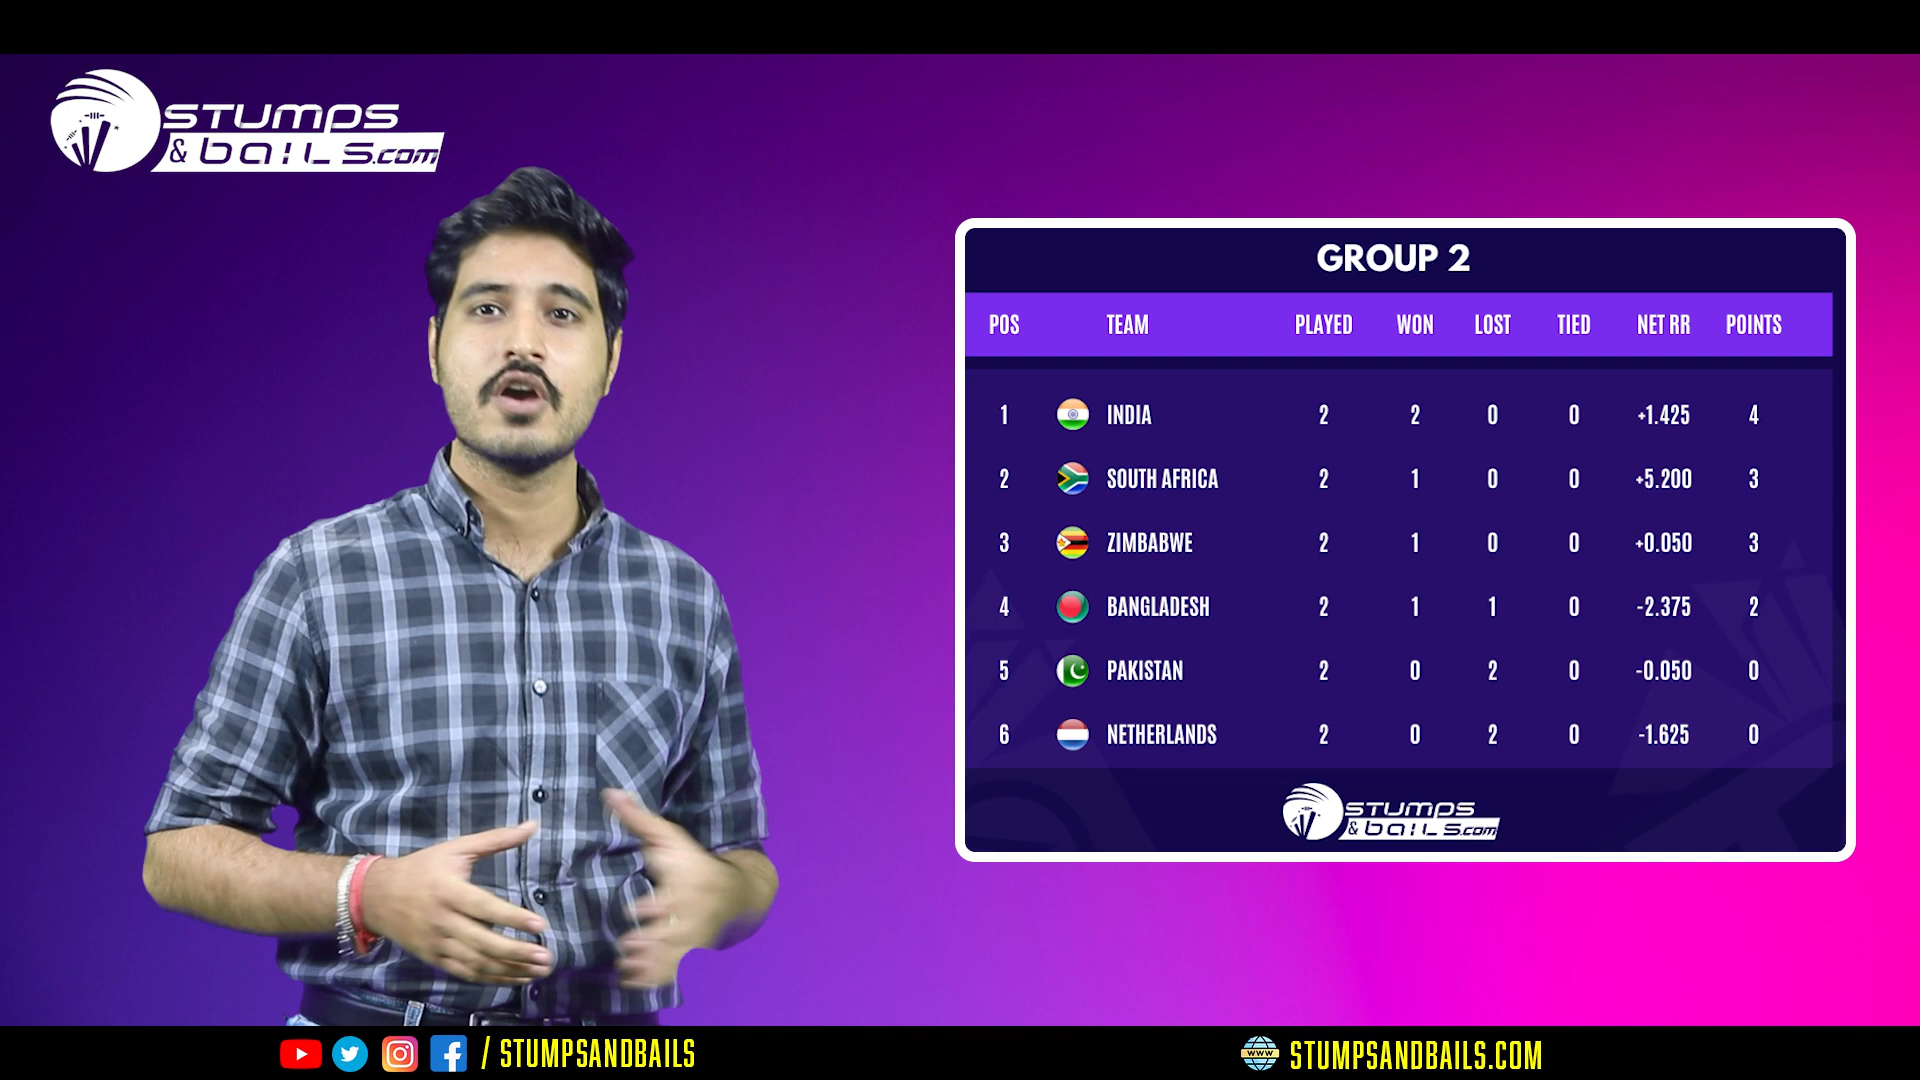 STUMPS
& BAILS.COM
GROUP 2
POS TEAM PLAYED WON LOST TIED NET RR POINTS
1 INDIA 2 2 0 0 +1.425 4
2 SOUTH AFRICA 2 1 0 0 +5.200 3
3 ZIMBABWE 2 1 0 0 +0.050 3
4 BANGLADESH 2 1 1 0 -2.375 2
5 PAKISTAN 2 0 2 0 -0.050 0
6 NETHERLANDS 2 0 2 0 -1.625 0
STUMPS
& BAILS.COM
/ STUMPSANDBAILS
WWW STUMPSANDBAILS.COM